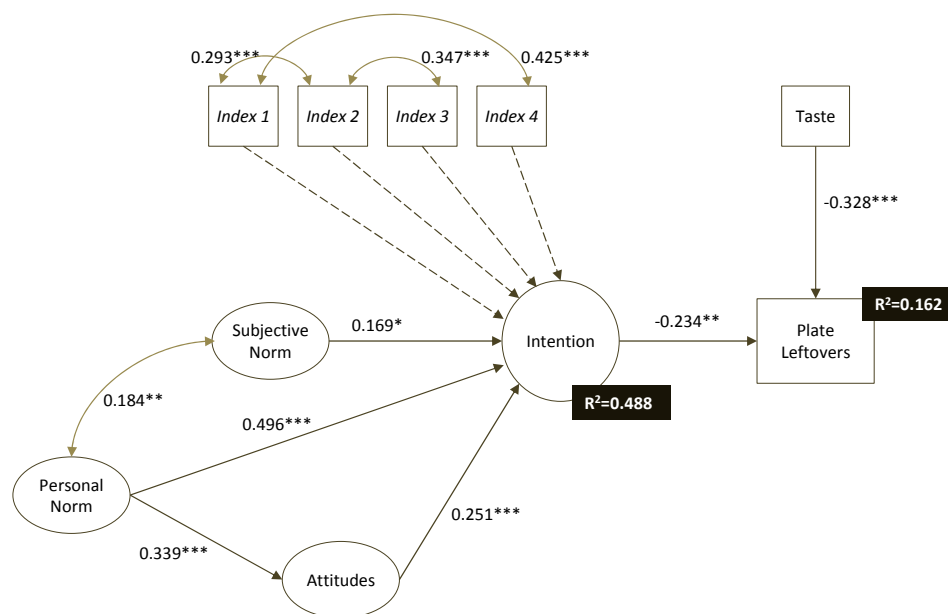 0.293***
0.347***
0.425***
Index 1
Index 2
Index 3
Index 4
Taste
-0.328***
R²=0.162
Subjective
Norm
0.169*
Intention
-0.234**
Plate
Leftovers
0.184**
R²=0.488
0.496***
Personal
Norm
0.251***
0.339***
Attitudes